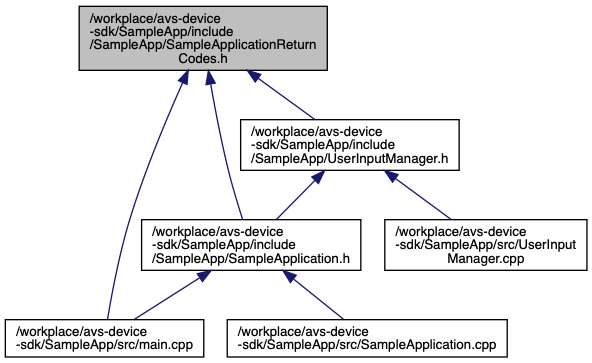 /workplace/avs-device
-sdk/SampleApp/include
/SampleApp/SampleApplicationReturn
Codes.h
/workplace/avs-device
-sdk/SampleApp/include
/SampleApp/UserInputManager.h
/workplace/avs-device
-sdk/SampleApp/include
/SampleApp/SampleApplication.h
/workplace/avs-device
-sdk/SampleApp/src/UserInput
Manager.cpp
/workplace/avs-device
-sdk/SampleApp/src/main.cpp
/workplace/avs-device
-sdk/SampleApp/src/SampleApplication.cpp